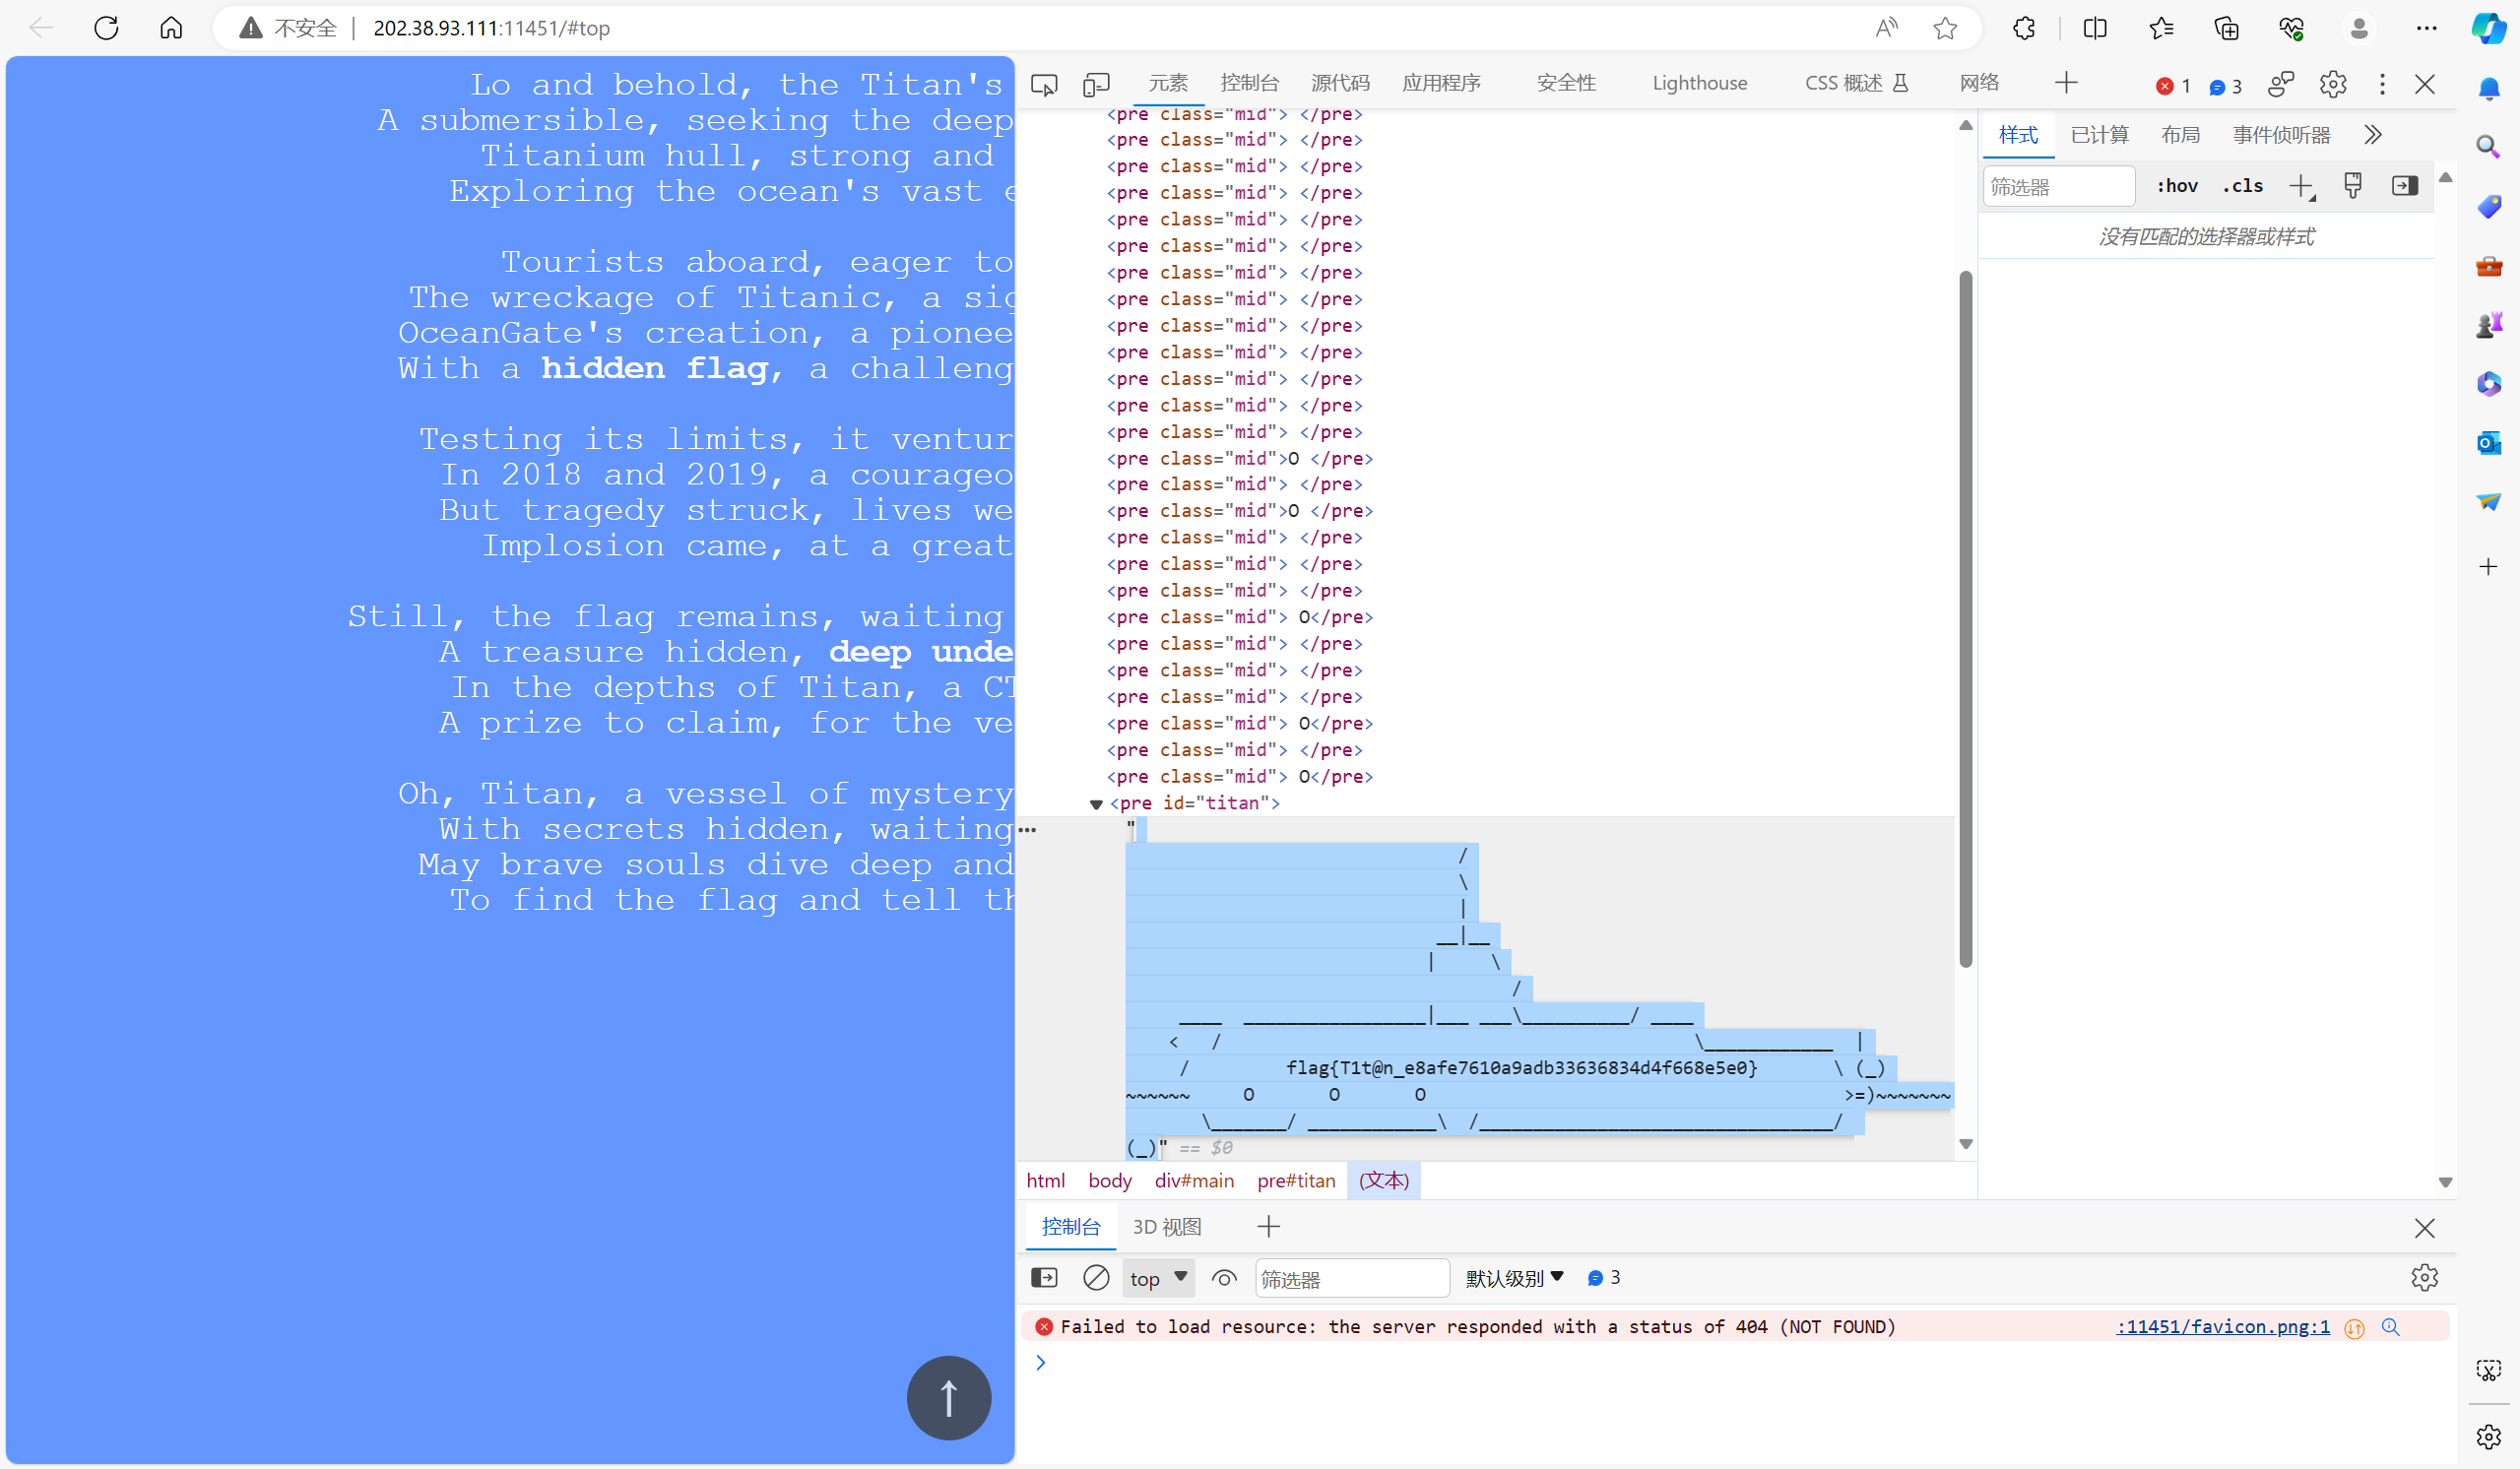 不安全 | 202.38.93.111:11451/#top
Lo and behold, the Titan's
A submersible, seeking the deep
Titanium hull, strong and
Exploring the ocean's vast e
Tourists aboard, eager to
The wreckage of Titanic, a sig
OceanGate's creation, a pionee
With a hidden flag, a challeng
Testing its limits, it ventur
In 2018 and 2019, a courageo
But tragedy struck, lives we
Implosion came, at a great
Still, the flag remains, waiting
A treasure hidden, deep unde
In the depths of Titan, a CT
A prize to claim, for the ve
Oh, Titan, a vessel of mystery
With secrets hidden, waiting
May brave souls dive deep and
To find the flag and tell th
↑
元素 控制台 源代码 应用程序 安全性 Lighthouse CSS 概述 网络 1 3
<pre class="mid"> </pre>
<pre class="mid"> </pre>
<pre class="mid"> </pre>
<pre class="mid"> </pre>
<pre class="mid"> </pre>
<pre class="mid"> </pre>
<pre class="mid"> </pre>
<pre class="mid"> </pre>
<pre class="mid"> </pre>
<pre class="mid"> </pre>
<pre class="mid"> </pre>
<pre class="mid"> </pre>
<pre class="mid"> </pre>
<pre class="mid">O </pre>
<pre class="mid"> </pre>
<pre class="mid">O </pre>
<pre class="mid"> </pre>
<pre class="mid"> </pre>
<pre class="mid"> </pre>
<pre class="mid"> O</pre>
<pre class="mid"> </pre>
<pre class="mid"> </pre>
<pre class="mid"> </pre>
<pre class="mid"> O</pre>
<pre class="mid"> </pre>
<pre class="mid"> O</pre>
<pre id="titan">
"
/
\
|
__|__
|     \
/
____  _________________|___ ___\__________/ ____
<   /                                             \____________  |
/         flag{T1t@n_e8afe7610a9adb33636834d4f668e5e0}       \ (_)
~~~~~~     O       O       O                                       >=)~~~~~~~
\_______/ ____________\  /_________________________________/
(_)" == $0
html body div#main pre#titan (文本)
样式 已计算 布局 事件侦听器
筛选器 :hov .cls
没有匹配的选择器或样式
控制台 3D 视图
top 筛选器 默认级别 3
Failed to load resource: the server responded with a status of 404 (NOT FOUND) :11451/favicon.png:1